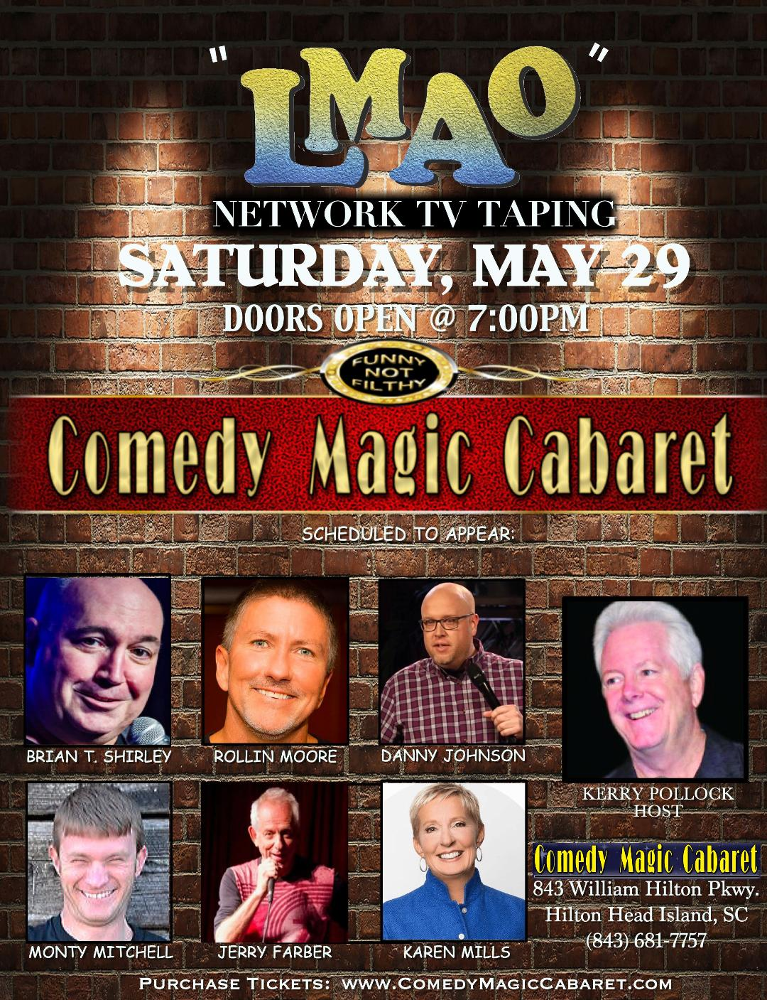 "LMAO"
NETWORK TV TAPING
SATURDAY, MAY 29
DOORS OPEN @ 7:00PM
FUNNY
NOT
FILTHY
Comedy Magic Cabaret
SCHEDULED TO APPEAR:
BRIAN T. SHIRLEY
ROLLIN MOORE
DANNY JOHNSON
KERRY POLLOCK
HOST
MONTY MITCHELL
JERRY FARBER
KAREN MILLS
Comedy Magic Cabaret
843 William Hilton Pkwy.
Hilton Head Island, SC
(843) 681-7757
PURCHASE TICKETS: WWW.COMEDYMAGICCABARET.COM